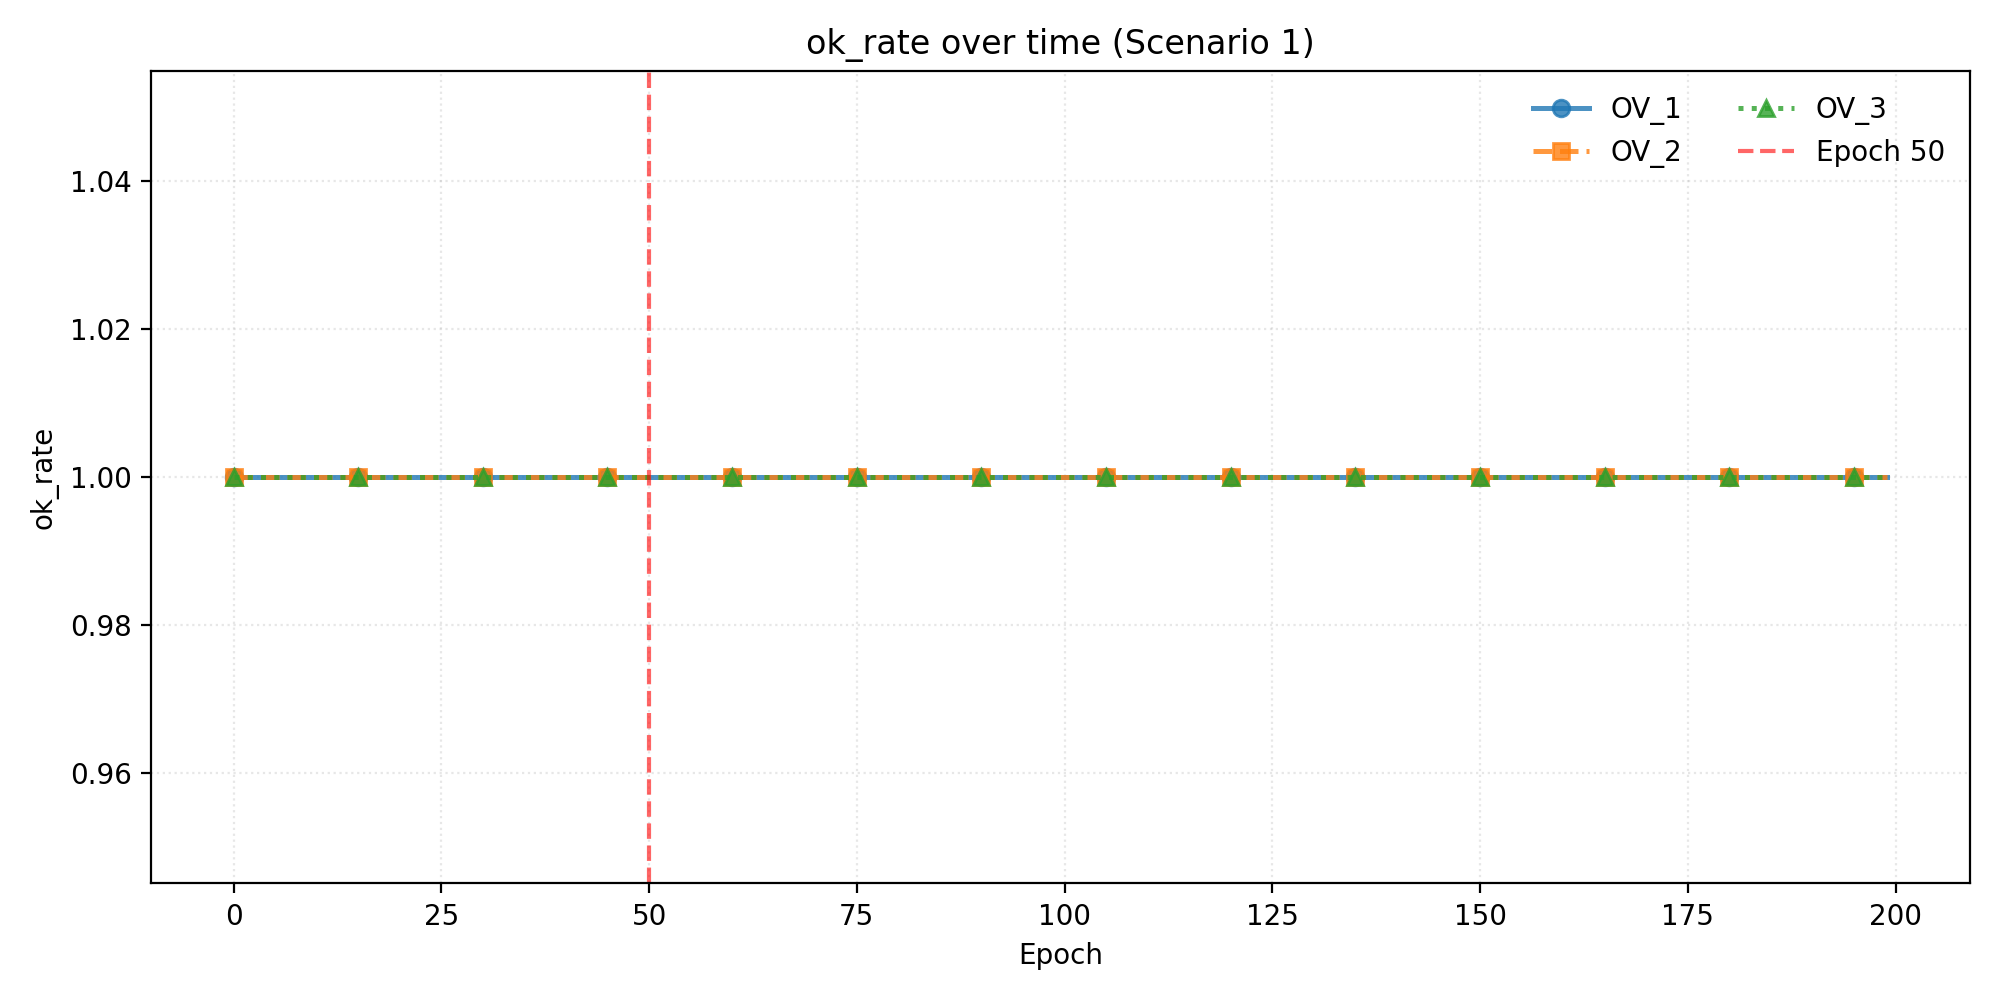 ok_rate over time (Scenario 1)
OV_1
OV_2
OV_3
Epoch 50
ok_rate
1.04
1.02
1.00
0.98
0.96
0 25 50 75 100 125 150 175 200
Epoch